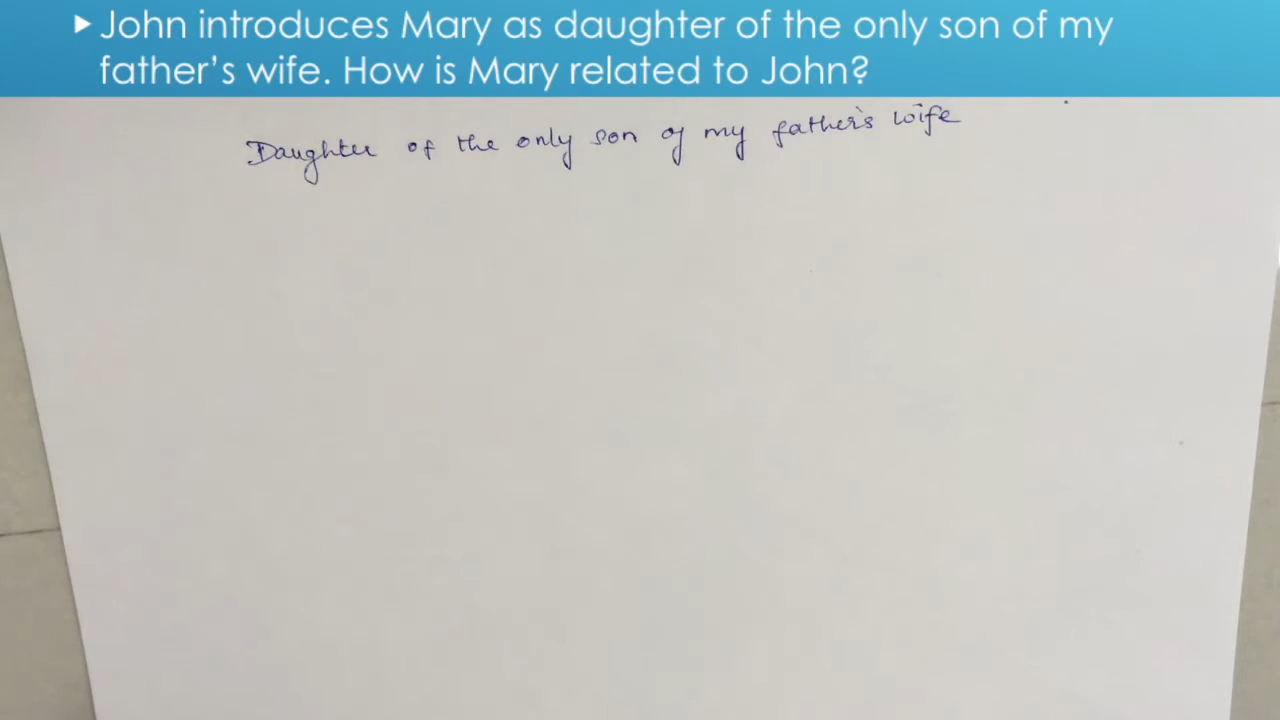 John introduces Mary as daughter of the only son of my
father's wife. How is Mary related to John?
Daughter of the only son of my father's wife